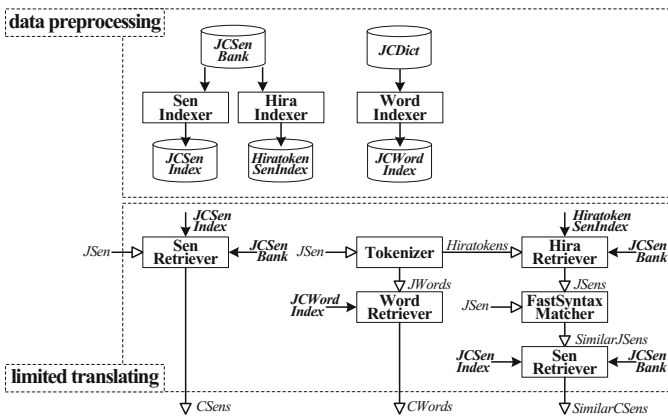 data preprocessing
JCSen
Bank
JCDict
Sen
Indexer
Hira
Indexer
Word
Indexer
JCSen
Index
Hiratoken
SenIndex
JCWord
Index
JCSen
Index
Hiratoken
SenIndex
JSen
Sen
Retriever
JCSen
Bank
JSen
Tokenizer
Hiratokens
Hira
Retriever
JCSen
Bank
JWords
JSens
JCWord
Index
Word
Retriever
JSen
FastSyntax
Matcher
SimilarJSens
JCSen
Index
Sen
Retriever
JCSen
Bank
limited translating
CSens
CWords
SimilarCSens